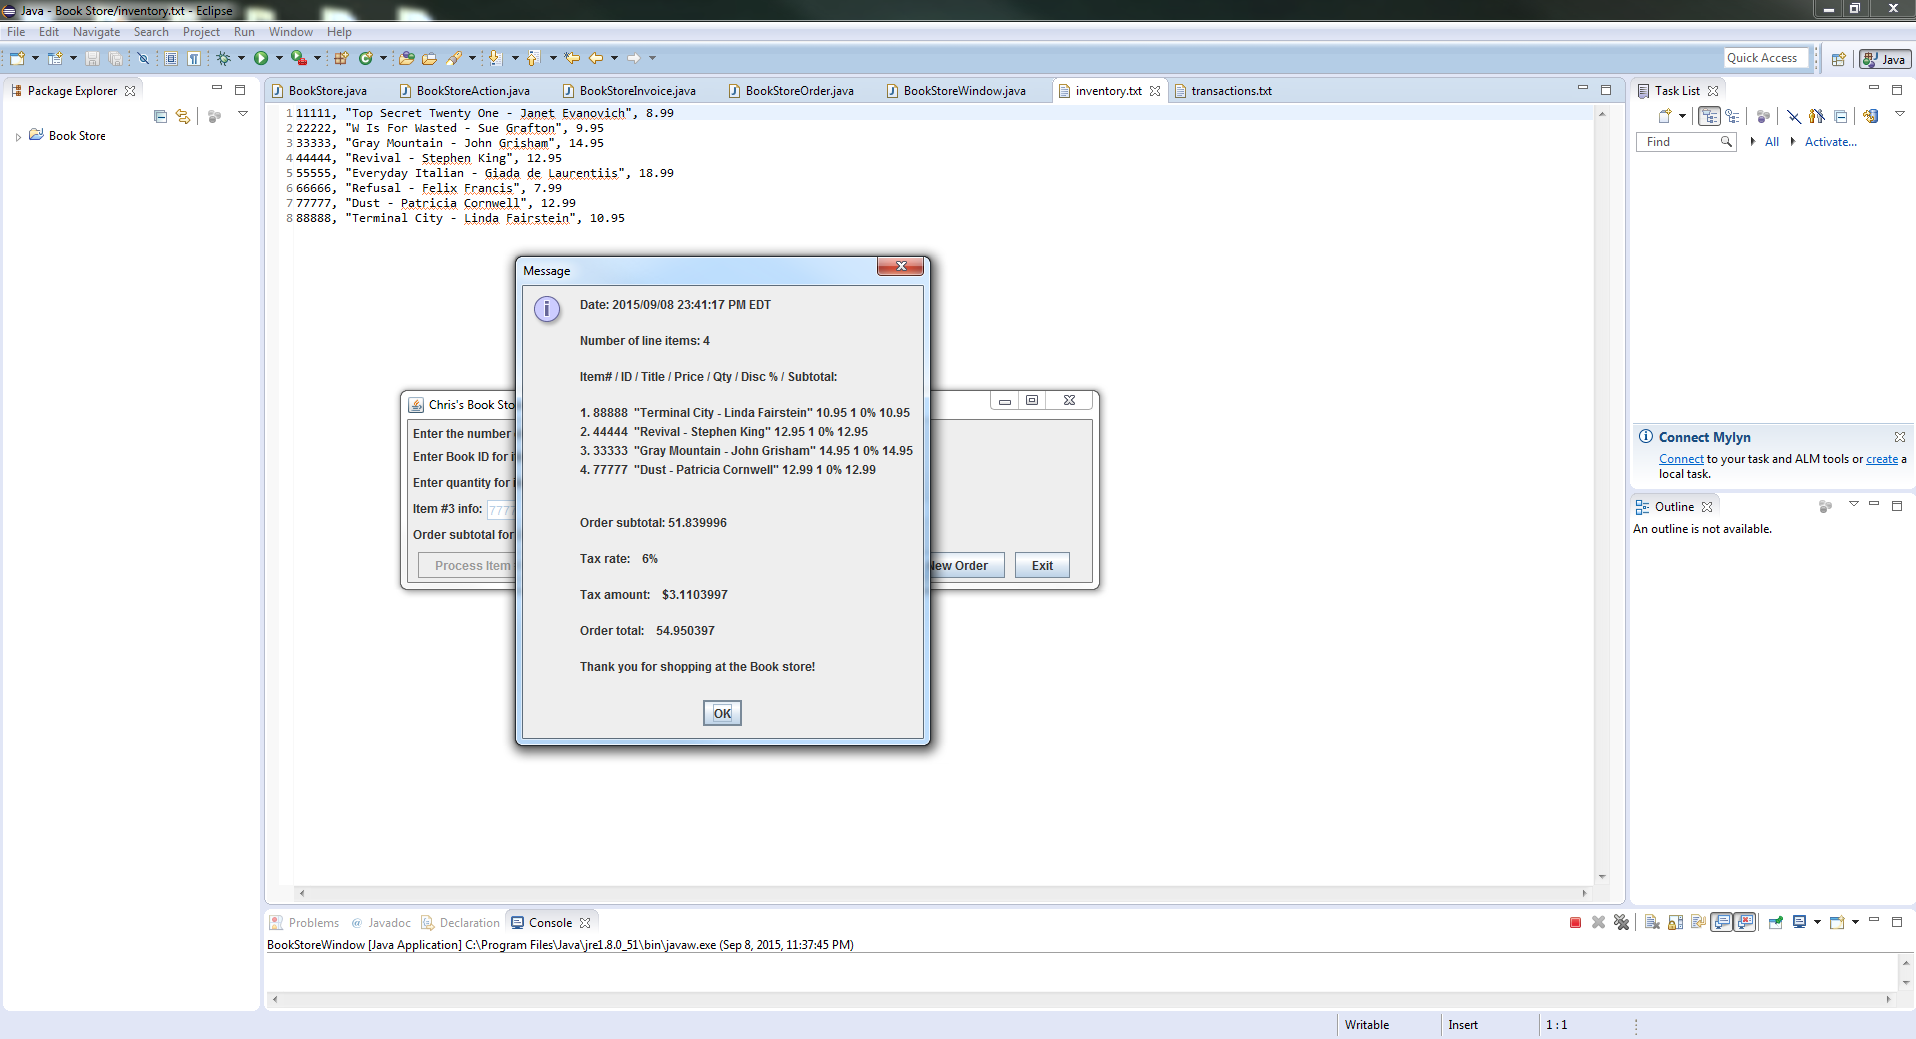 Java - Book Store/inventory.txt - Eclipse
File Edit Navigate Search Project Run Window Help
Quick Access
Java
Package Explorer
Book Store
BookStore.java BookStoreAction.java BookStoreInvoice.java BookStoreOrder.java BookStoreWindow.java inventory.txt transactions.txt
1 11111, "Top Secret Twenty One - Janet Evanovich", 8.99
2 22222, "W Is For Wasted - Sue Grafton", 9.95
3 33333, "Gray Mountain - John Grisham", 14.95
4 44444, "Revival - Stephen King", 12.95
5 55555, "Everyday Italian - Giada de Laurentiis", 18.99
6 66666, "Refusal - Felix Francis", 7.99
7 77777, "Dust - Patricia Cornwell", 12.99
8 88888, "Terminal City - Linda Fairstein", 10.95
Message
Date: 2015/09/08 23:41:17 PM EDT
Number of line items: 4
Item# / ID / Title / Price / Qty / Disc % / Subtotal:
1. 88888 "Terminal City - Linda Fairstein" 10.95 1 0% 10.95
2. 44444 "Revival - Stephen King" 12.95 1 0% 12.95
3. 33333 "Gray Mountain - John Grisham" 14.95 1 0% 14.95
4. 77777 "Dust - Patricia Cornwell" 12.99 1 0% 12.99
Order subtotal: 51.839996
Tax rate: 6%
Tax amount: $3.1103997
Order total: 54.950397
Thank you for shopping at the Book store!
OK
Chris's Book Sto
Enter the number
Enter Book ID for i
Enter quantity for i
Item #3 info: 7777
Order subtotal for
Process Item
New Order
Exit
Task List
Find
All
Activate...
Connect Mylyn
Connect to your task and ALM tools or create a
local task.
Outline
An outline is not available.
Problems @ Javadoc Declaration Console
BookStoreWindow [Java Application] C:\Program Files\Java\jre1.8.0_51\bin\javaw.exe (Sep 8, 2015, 11:37:45 PM)
Writable Insert 1 : 1